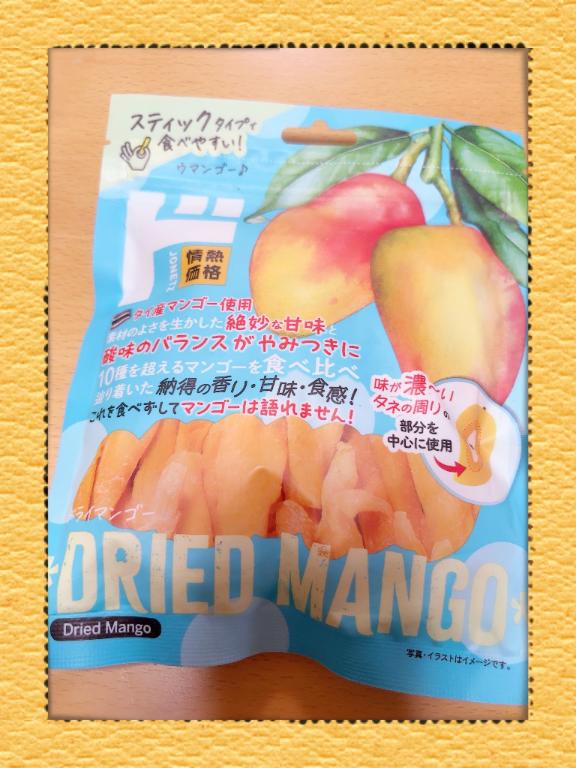 スティックタイプで
食べやすい!
ウマンゴー♪
ド
JONETZ
情熱
価格
タイ産マンゴー使用
素材のよさを生かした絶妙な甘味と
酸味のバランスがやみつきに
10種を超えるマンゴーを食べ比べ
辿り着いた納得の香り・甘味・食感!
これを食べずしてマンゴーは語れません!
味が濃〜い
タネの周りの
部分を
中心に使用
ドライマンゴー
DRIED MANGO
Dried Mango
写真・イラストはイメージです。